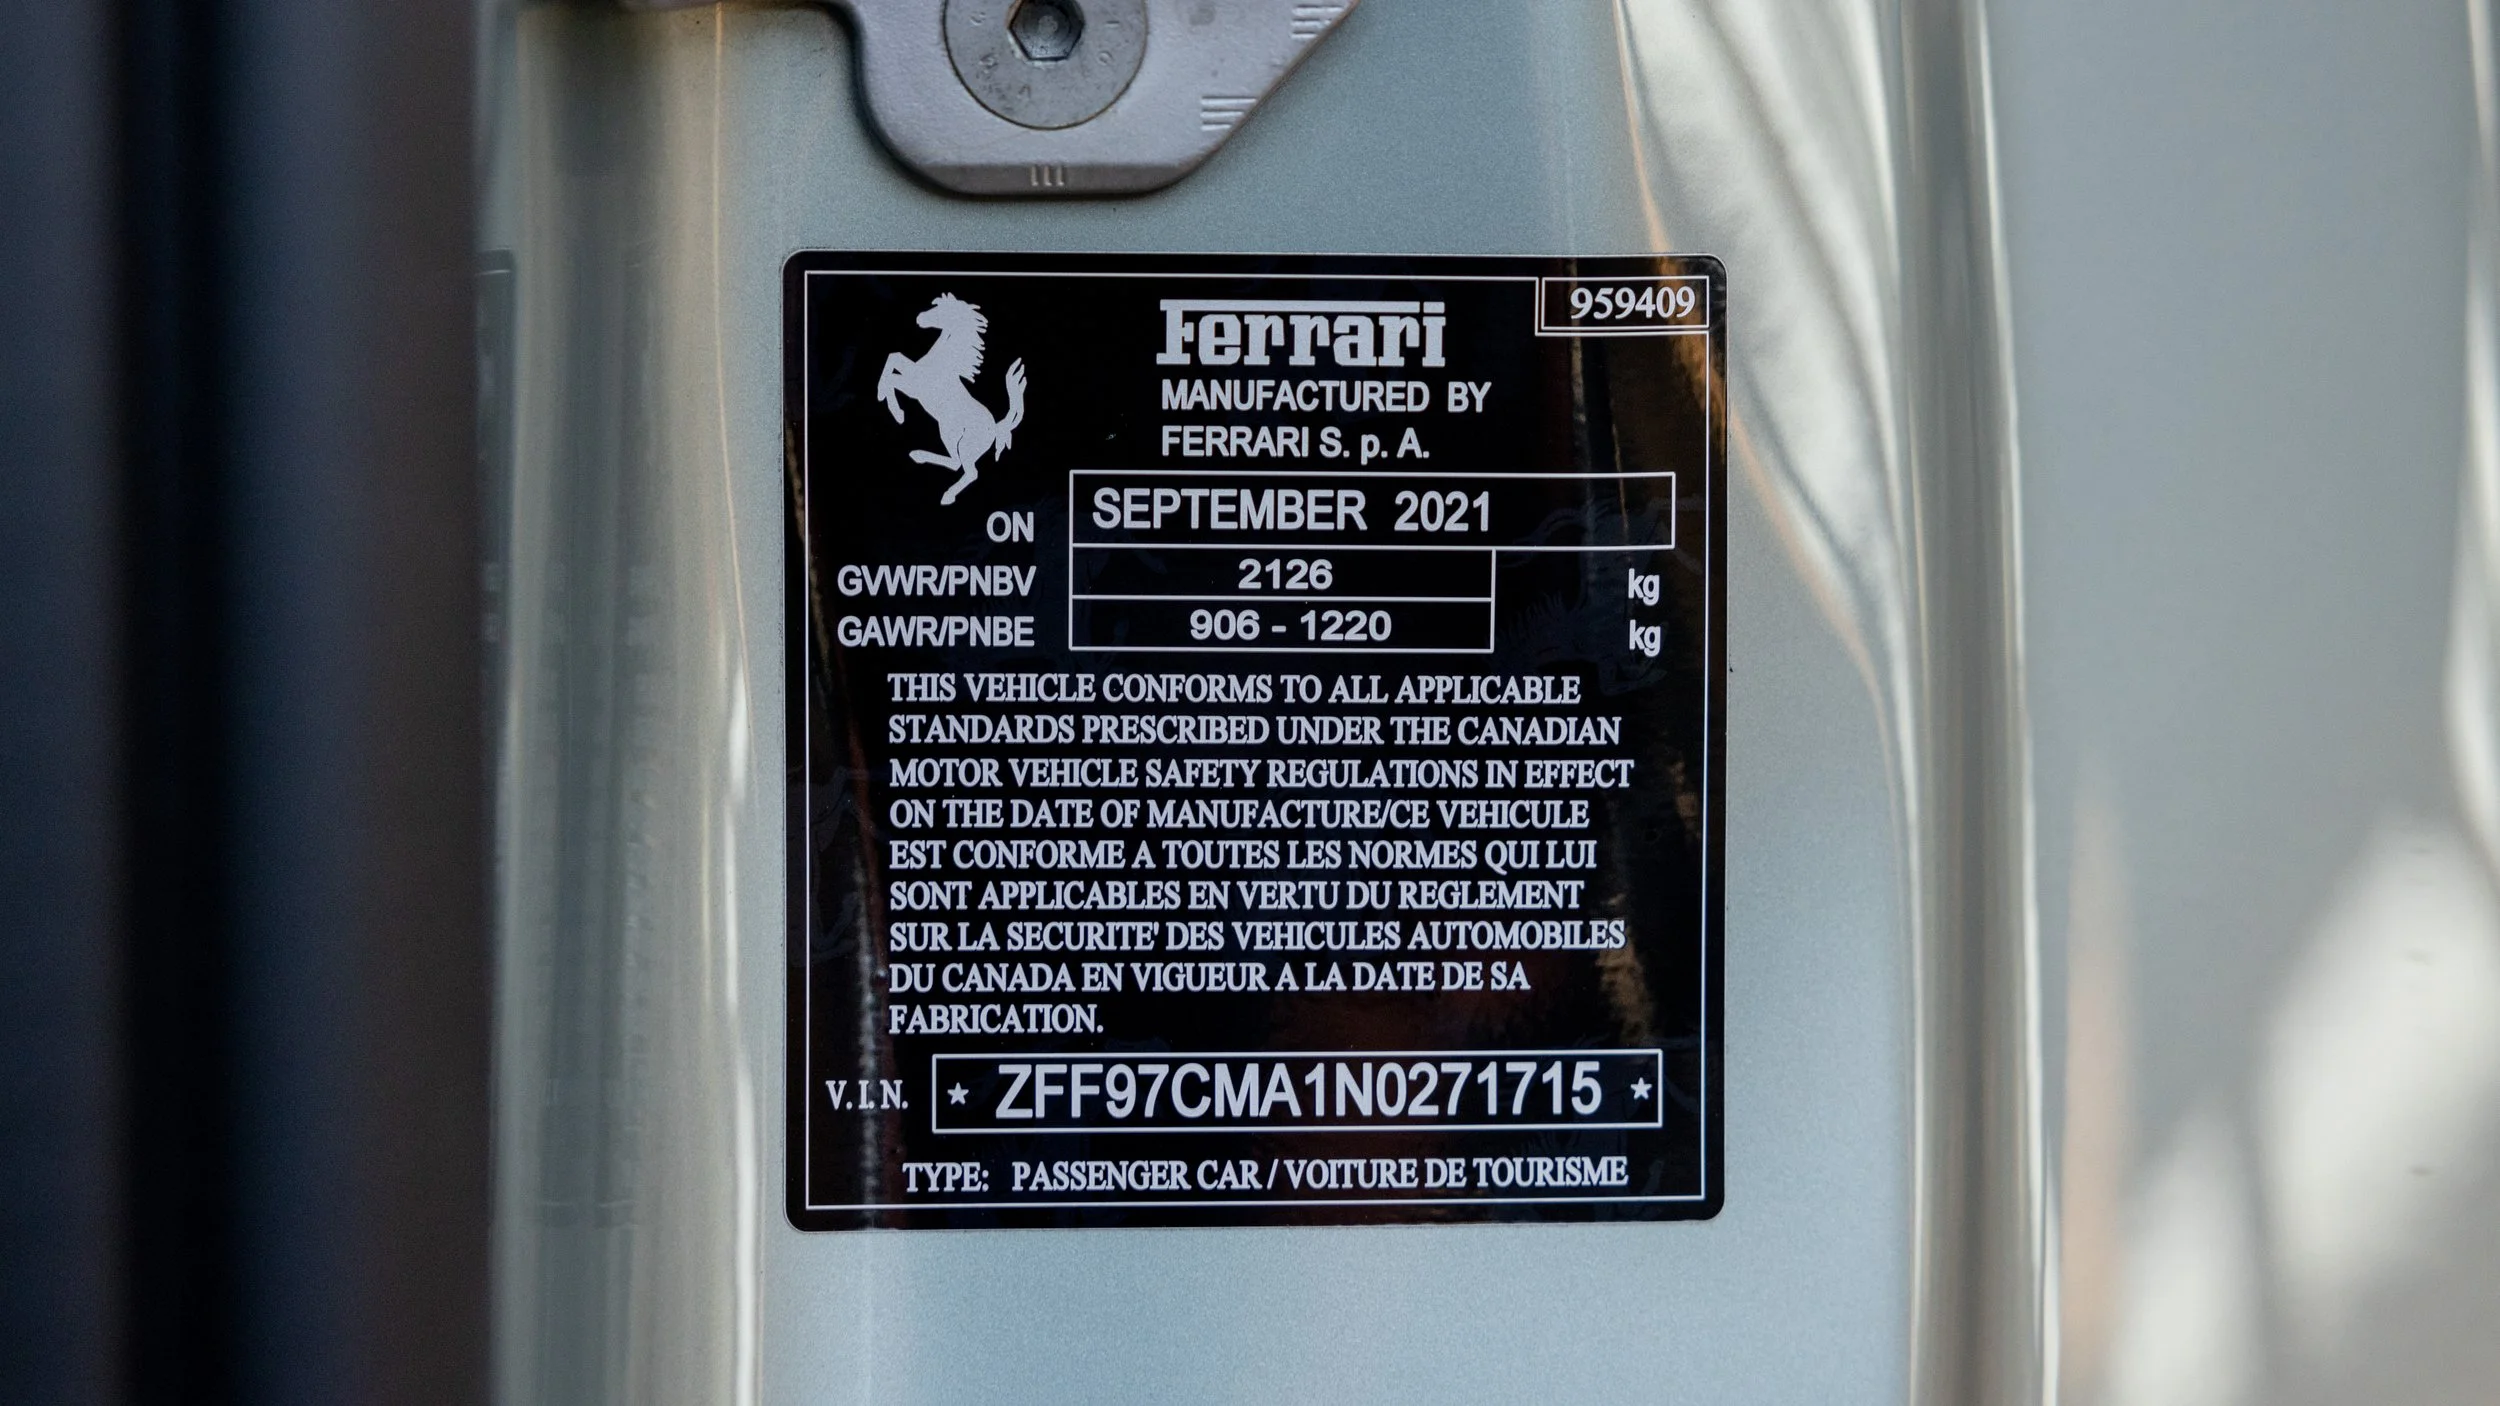 959409
Ferrari
MANUFACTURED BY
FERRARI S. p. A.
ON SEPTEMBER 2021
GVWR/PNBV 2126 kg
GAWR/PNBE 906 - 1220 kg
THIS VEHICLE CONFORMS TO ALL APPLICABLE
STANDARDS PRESCRIBED UNDER THE CANADIAN
MOTOR VEHICLE SAFETY REGULATIONS IN EFFECT
ON THE DATE OF MANUFACTURE/CE VEHICULE
EST CONFORME A TOUTES LES NORMES QUI LUI
SONT APPLICABLES EN VERTU DU REGLEMENT
SUR LA SECURITE' DES VEHICULES AUTOMOBILES
DU CANADA EN VIGUEUR A LA DATE DE SA
FABRICATION.
V.I.N. * ZFF97CMA1N0271715 *
TYPE: PASSENGER CAR / VOITURE DE TOURISME